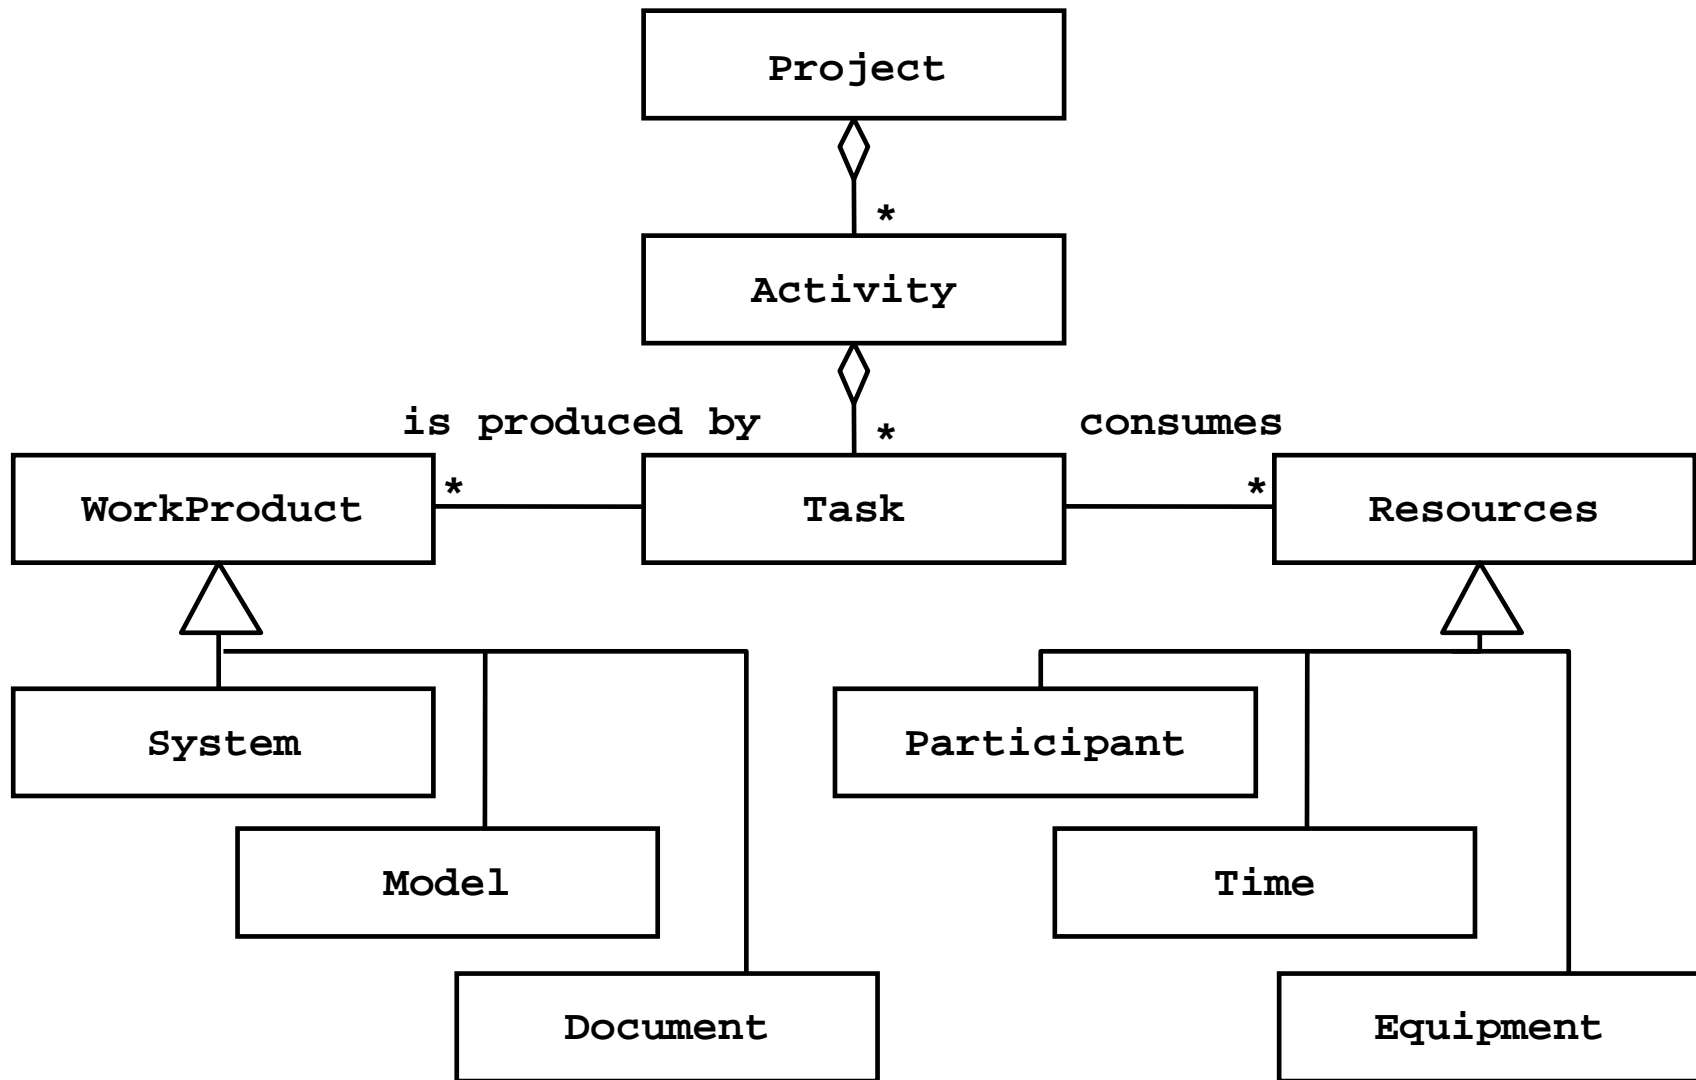 Project
*
Activity
is produced by
*
consumes
WorkProduct
*
Task
*
Resources
System
Participant
Model
Time
Document
Equipment